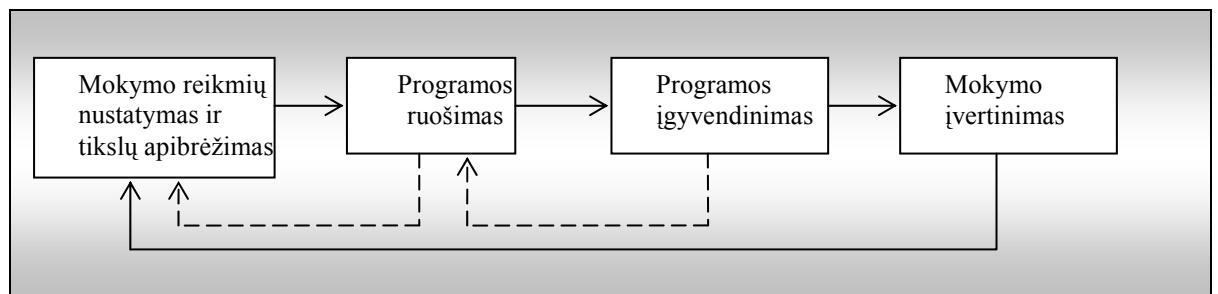 Mokymo reikmių
nustatymas ir
tikslų apibrėžimas
Programos
ruošimas
Programos
įgyvendinimas
Mokymo
įvertinimas